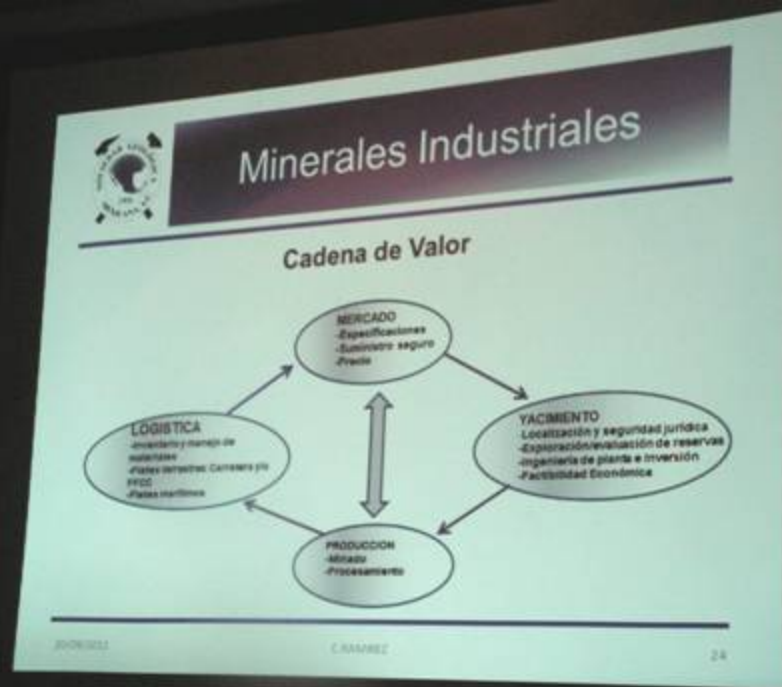 Minerales Industriales
Cadena de Valor
MERCADO
-Especificaciones
-Suministro seguro
-Precio
YACIMIENTO
-Localización y seguridad jurídica
-Exploración/evaluación de reservas
-Ingeniería de planta e Inversión
-Factibilidad Económica
PRODUCCION
-Minado
-Procesamiento
LOGISTICA
-Inventario y manejo de
materiales
-Fletes terrestres: Carretera y/o
FFCC
-Fletes marítimos
C.RAMIREZ
24